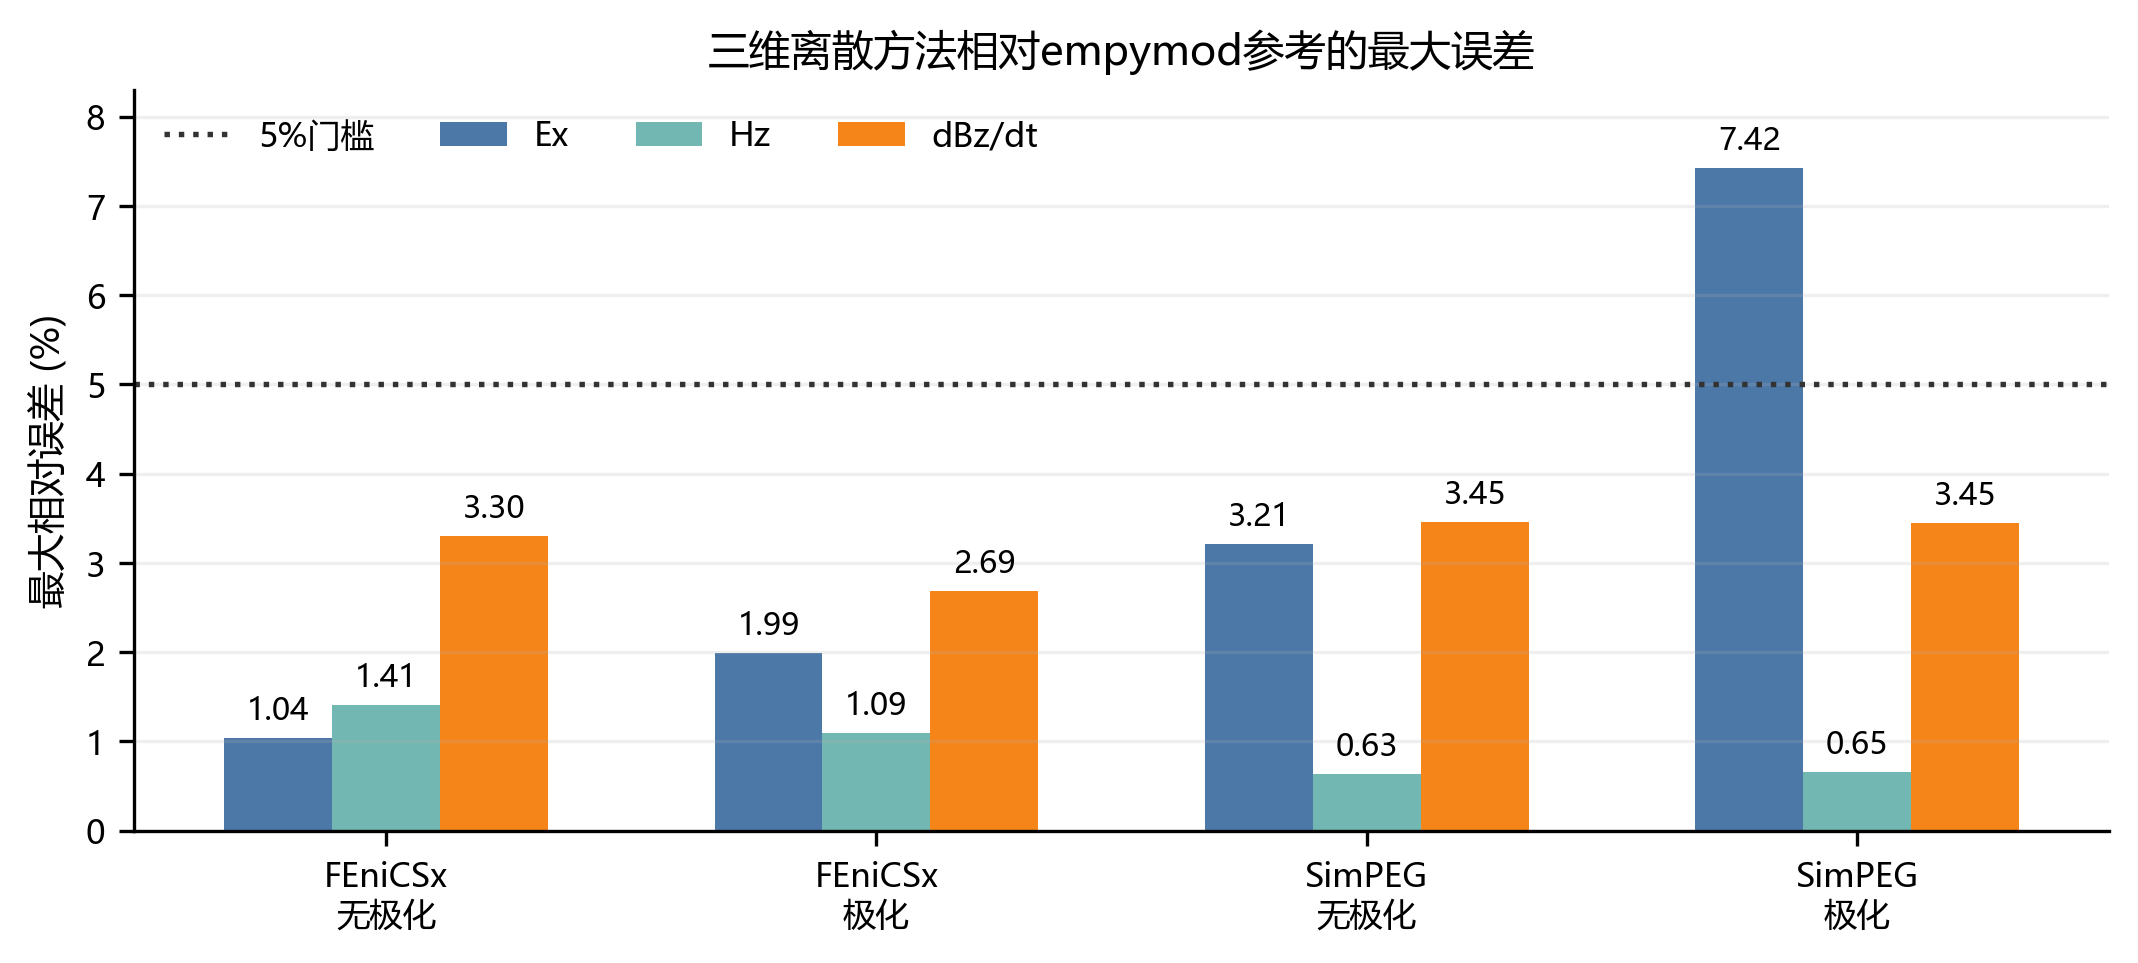 三维离散方法相对empymod参考的最大误差
最大相对误差 (%)
8
7
6
5
4
3
2
1
0
5%门槛 Ex Hz dBz/dt
1.04 1.41 3.30
1.99 1.09 2.69
3.21 0.63 3.45
7.42 0.65 3.45
FEniCSx
无极化
FEniCSx
极化
SimPEG
无极化
SimPEG
极化